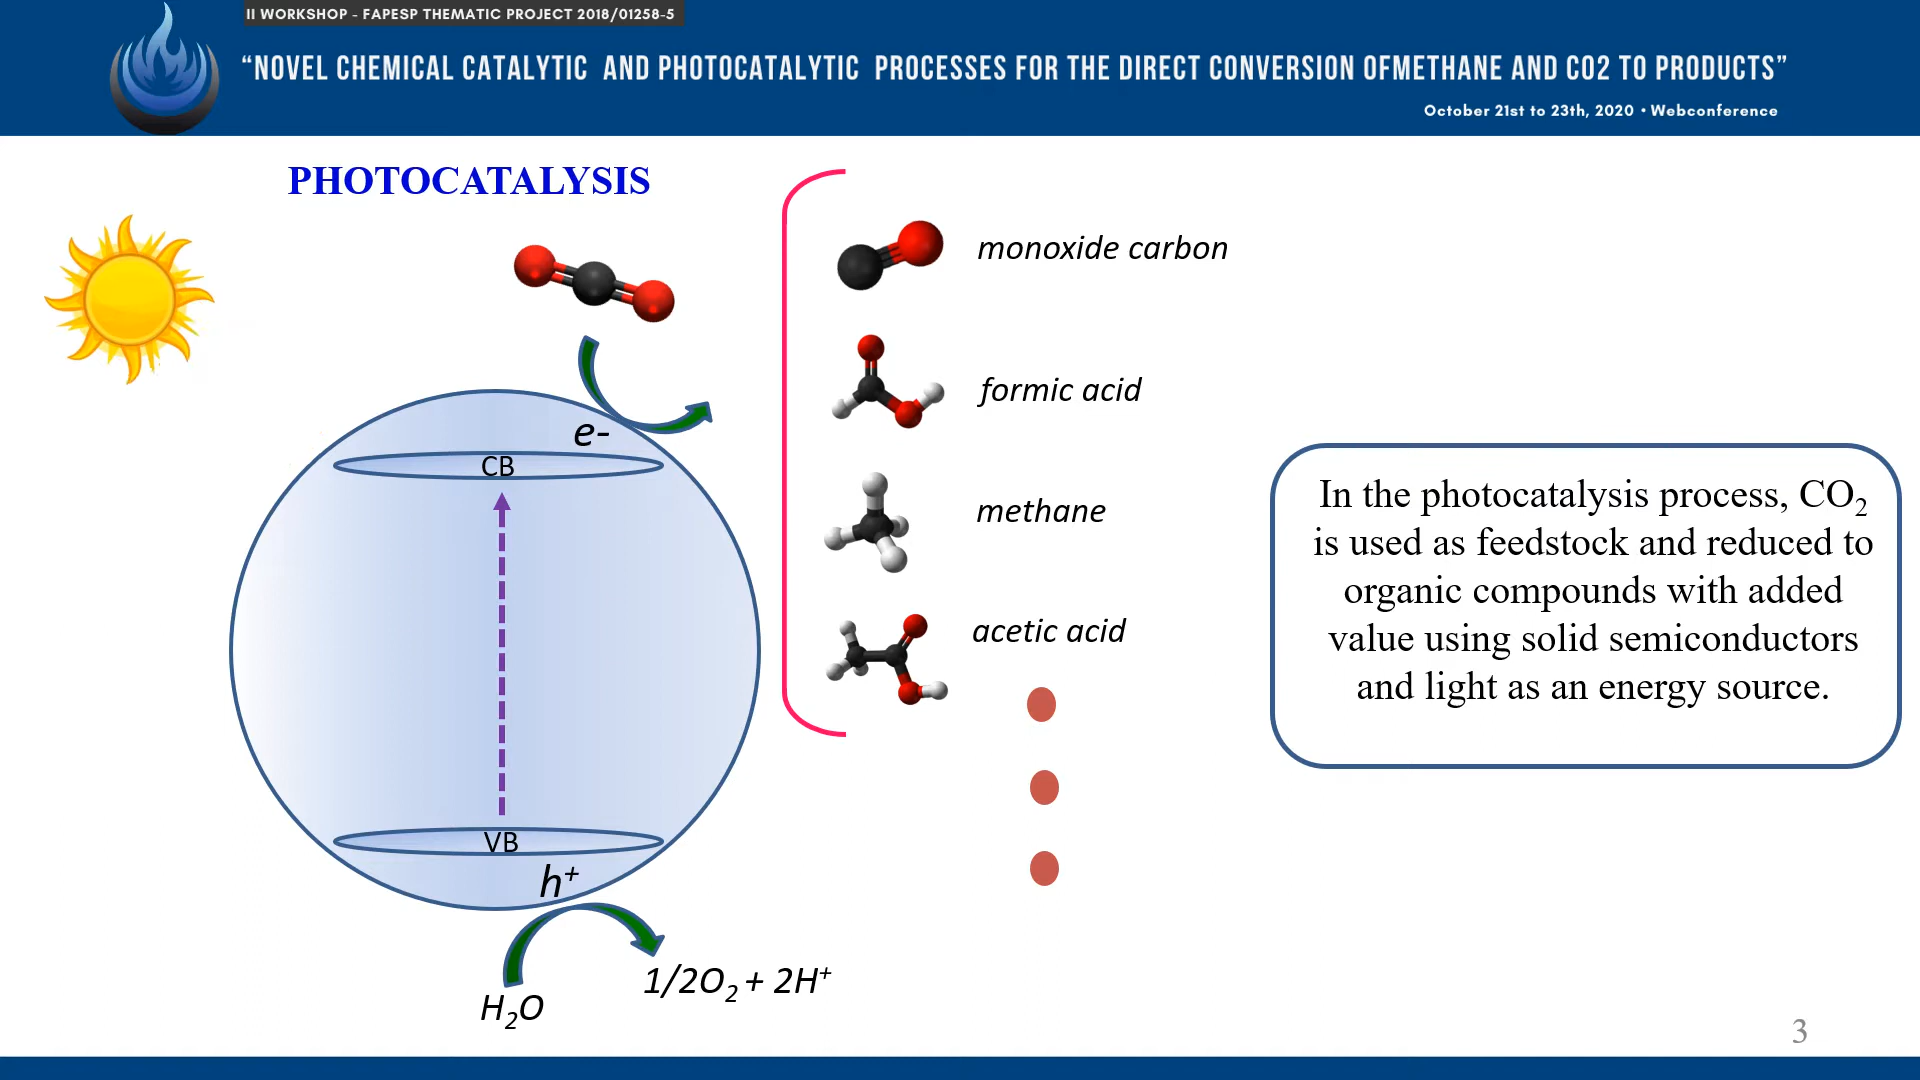 II WORKSHOP - FAPESP THEMATIC PROJECT 2018/01258-5
“NOVEL CHEMICAL CATALYTIC AND PHOTOCATALYTIC PROCESSES FOR THE DIRECT CONVERSION OFMETHANE AND CO2 TO PRODUCTS”
October 21st to 23th, 2020 • Webconference
PHOTOCATALYSIS
monoxide carbon
formic acid
methane
acetic acid
e-
CB
VB
h⁺
H₂O
1/2O₂ + 2H⁺
In the photocatalysis process, CO₂
is used as feedstock and reduced to
organic compounds with added
value using solid semiconductors
and light as an energy source.
3